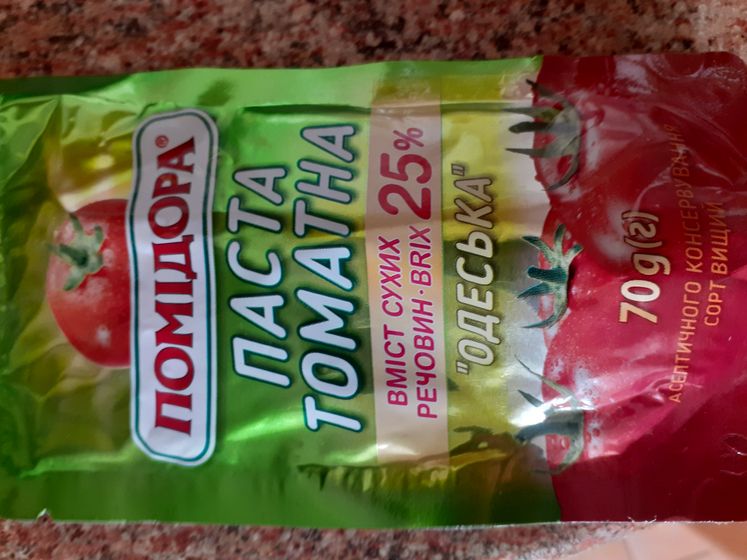 ПОМІДОРА®
ПАСТА
ТОМАТНА
ВМІСТ СУХИХ
РЕЧОВИН·BRIX 25%
"ОДЕСЬКА"
70g(г)
АСЕПТИЧНОГО КОНСЕРВУВАННЯ
СОРТ ВИЩИЙ